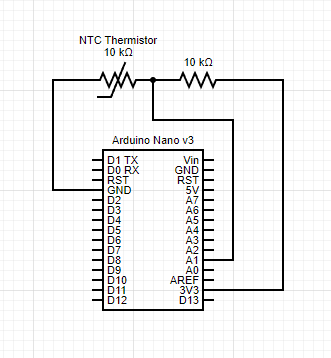 NTC Thermistor
10 kΩ
10 kΩ
Arduino Nano v3
D1 TX Vin
D0 RX GND
RST RST
GND 5V
D2 A7
D3 A6
D4 A5
D5 A4
D6 A3
D7 A2
D8 A1
D9 A0
D10 AREF
D11 3V3
D12 D13